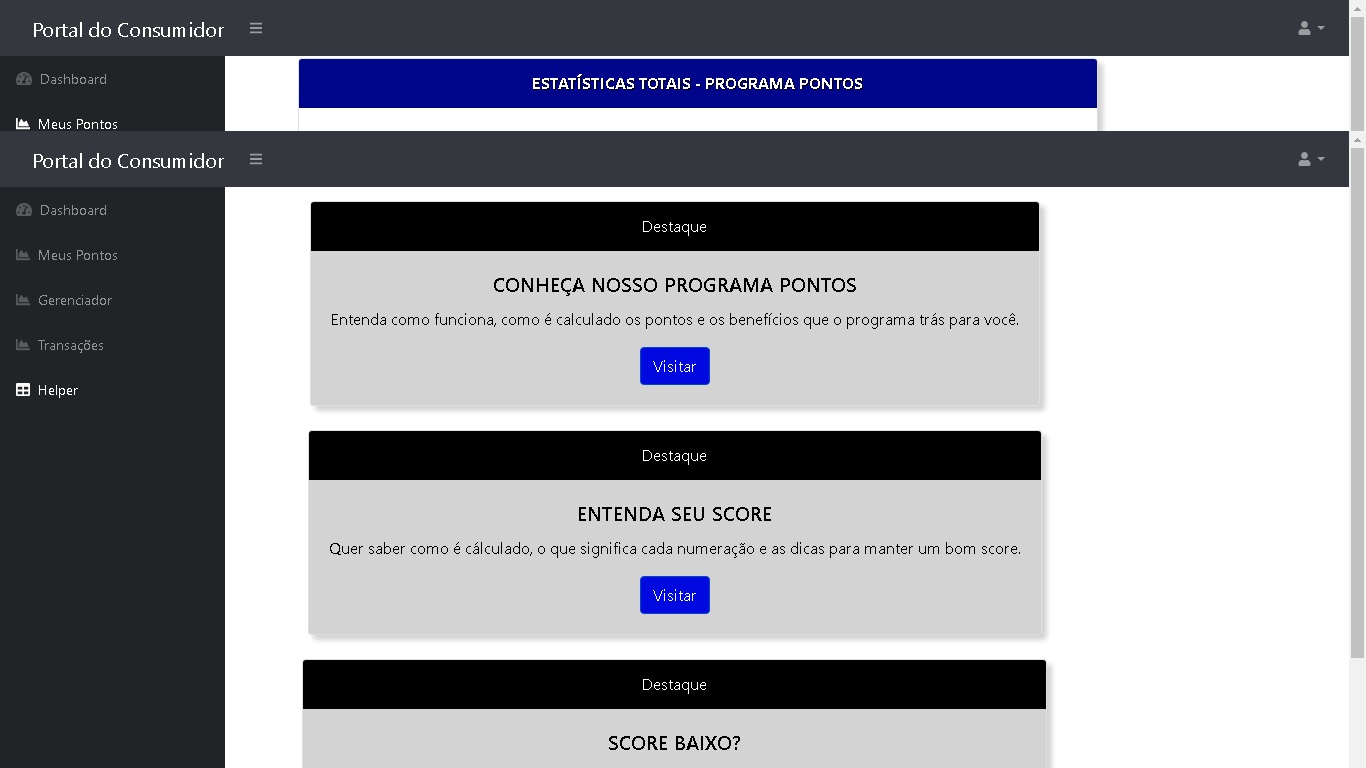 Portal do Consumidor
Dashboard
ESTATÍSTICAS TOTAIS - PROGRAMA PONTOS
Meus Pontos
Portal do Consumidor
Dashboard
Meus Pontos
Gerenciador
Transações
Helper
Destaque
CONHEÇA NOSSO PROGRAMA PONTOS
Entenda como funciona, como é calculado os pontos e os benefícios que o programa trás para você.
Visitar
Destaque
ENTENDA SEU SCORE
Quer saber como é cálculado, o que significa cada numeração e as dicas para manter um bom score.
Visitar
Destaque
SCORE BAIXO?